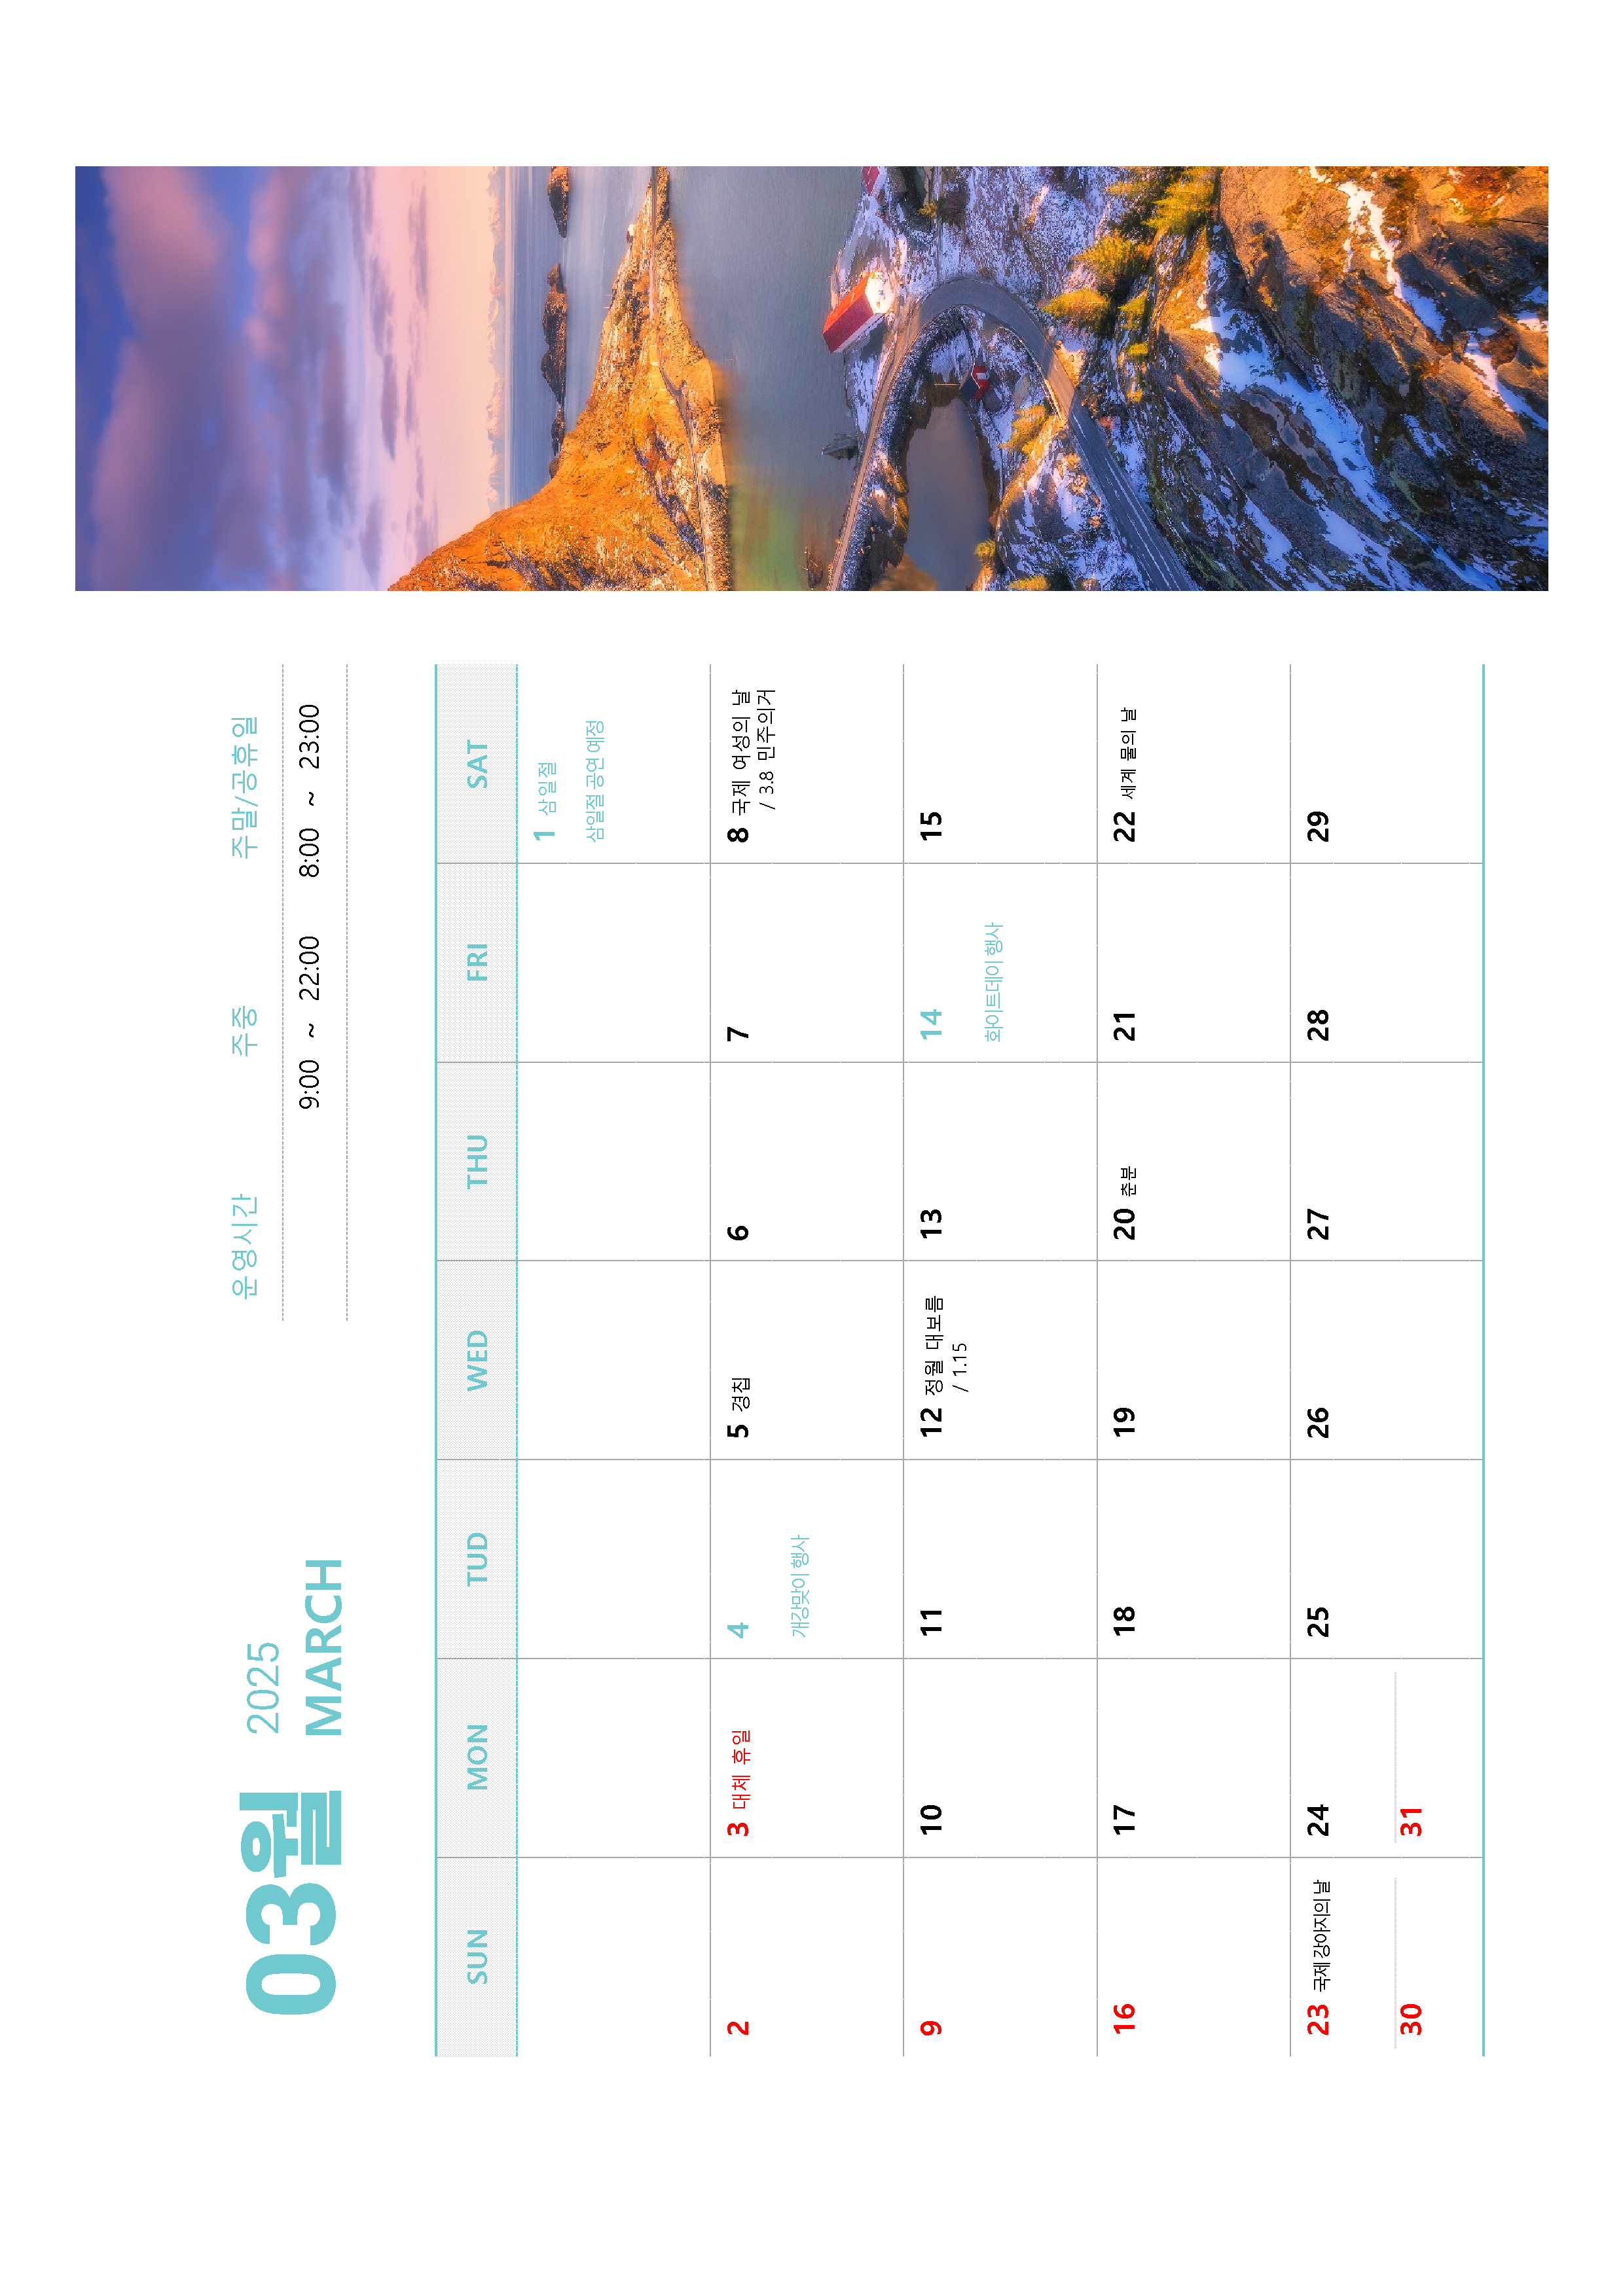 03월
2025
MARCH
운영시간 주중 주말/공휴일
9:00 ~ 22:00 8:00 ~ 23:00
SUN MON TUD WED THU FRI SAT
1 삼일절
삼일절 공연 예정
2
3 대체 휴일
4
개강맞이 행사
5 경칩
6
7
8 국제 여성의 날
/ 3.8 민주의거
9
10
11
12 정월 대보름
/ 1.15
13
14
화이트데이 행사
15
16
17
18
19
20 춘분
21
22 세계 물의 날
23 국제 강아지의 날
24
25
26
27
28
29
30
31